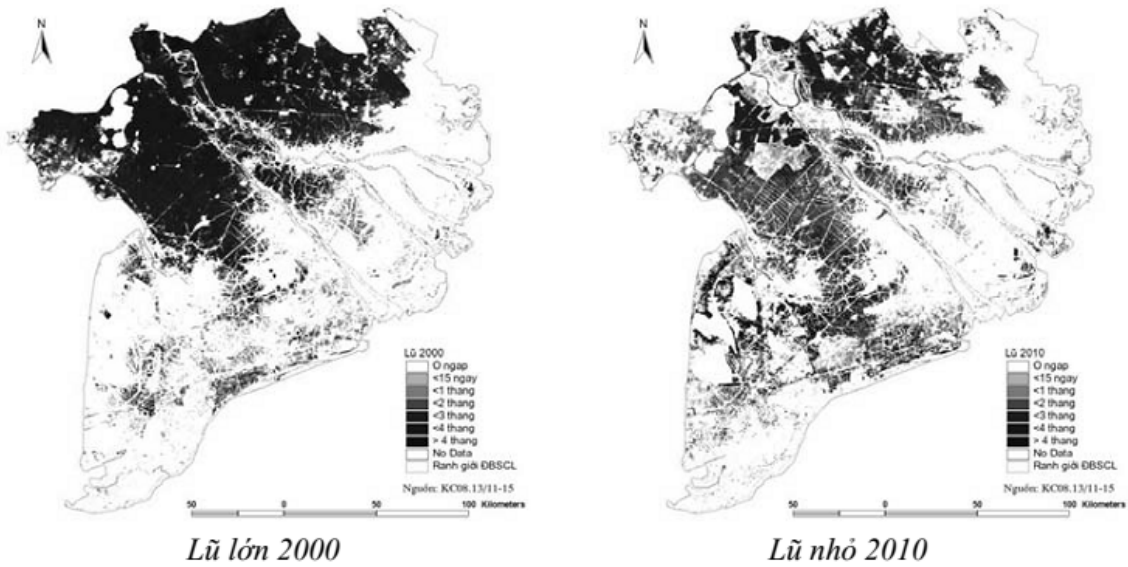 N
Lũ 2000
O ngap
<15 ngay
<1 thang
<2 thang
<3 thang
<4 thang
> 4 thang
No Data
Ranh giới ĐBSCL
Nguồn: KC08.13/11-15
50 0 50 100 Kilometers
Lũ lớn 2000
N
Lũ 2010
O ngap
<15 ngay
<1 thang
<2 thang
<3 thang
<4 thang
> 4 thang
No Data
Ranh giới ĐBSCL
Nguồn: KC08.13/11-15
50 0 50 100 Kilometers
Lũ nhỏ 2010